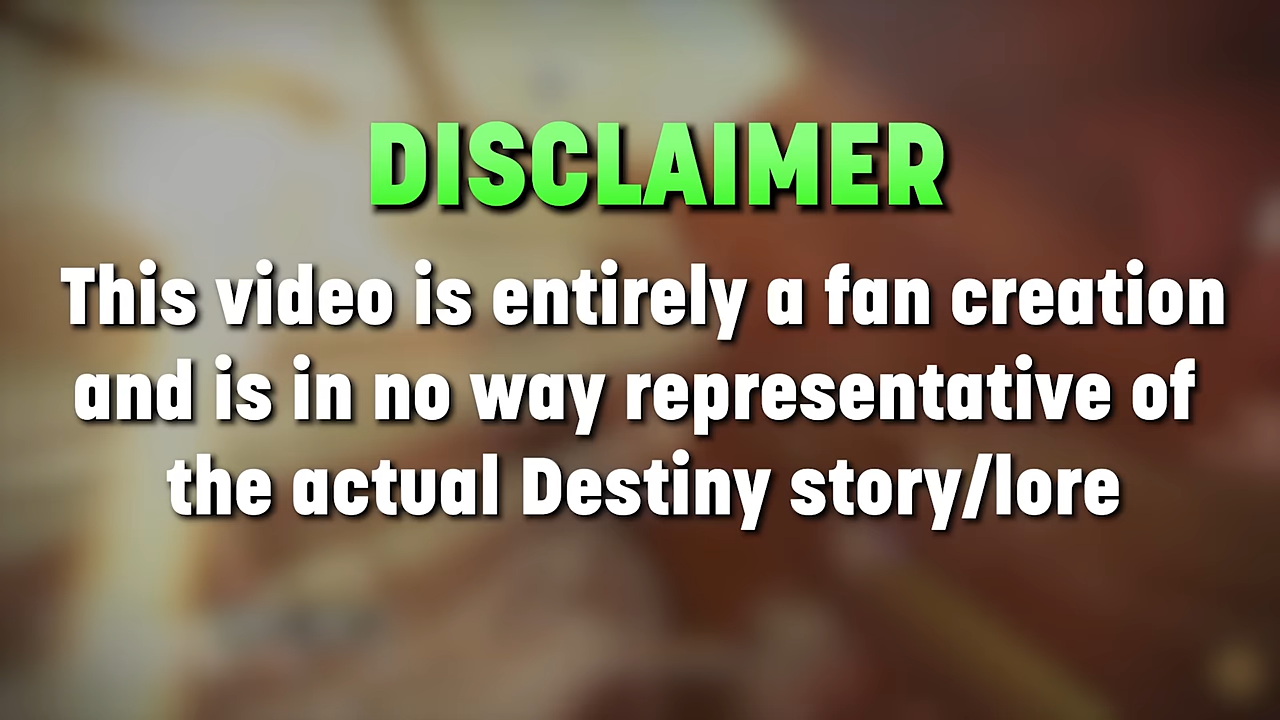 DISCLAIMER
This video is entirely a fan creation
and is in no way representative of
the actual Destiny story/lore